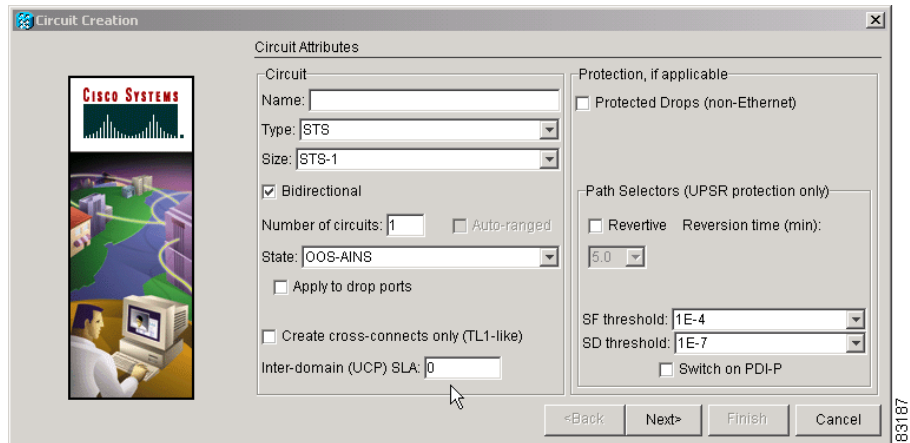 Circuit Creation
Circuit Attributes
CISCO SYSTEMS
Circuit
Name:
Type: STS
Size: STS-1
Bidirectional
Number of circuits: 1 Auto-ranged
State: OOS-AINS
Apply to drop ports
Create cross-connects only (TL1-like)
Inter-domain (UCP) SLA: 0
Protection, if applicable
Protected Drops (non-Ethernet)
Path Selectors (UPSR protection only)
Revertive Reversion time (min):
5.0
SF threshold: 1E-4
SD threshold: 1E-7
Switch on PDI-P
<Back Next> Finish Cancel
83187